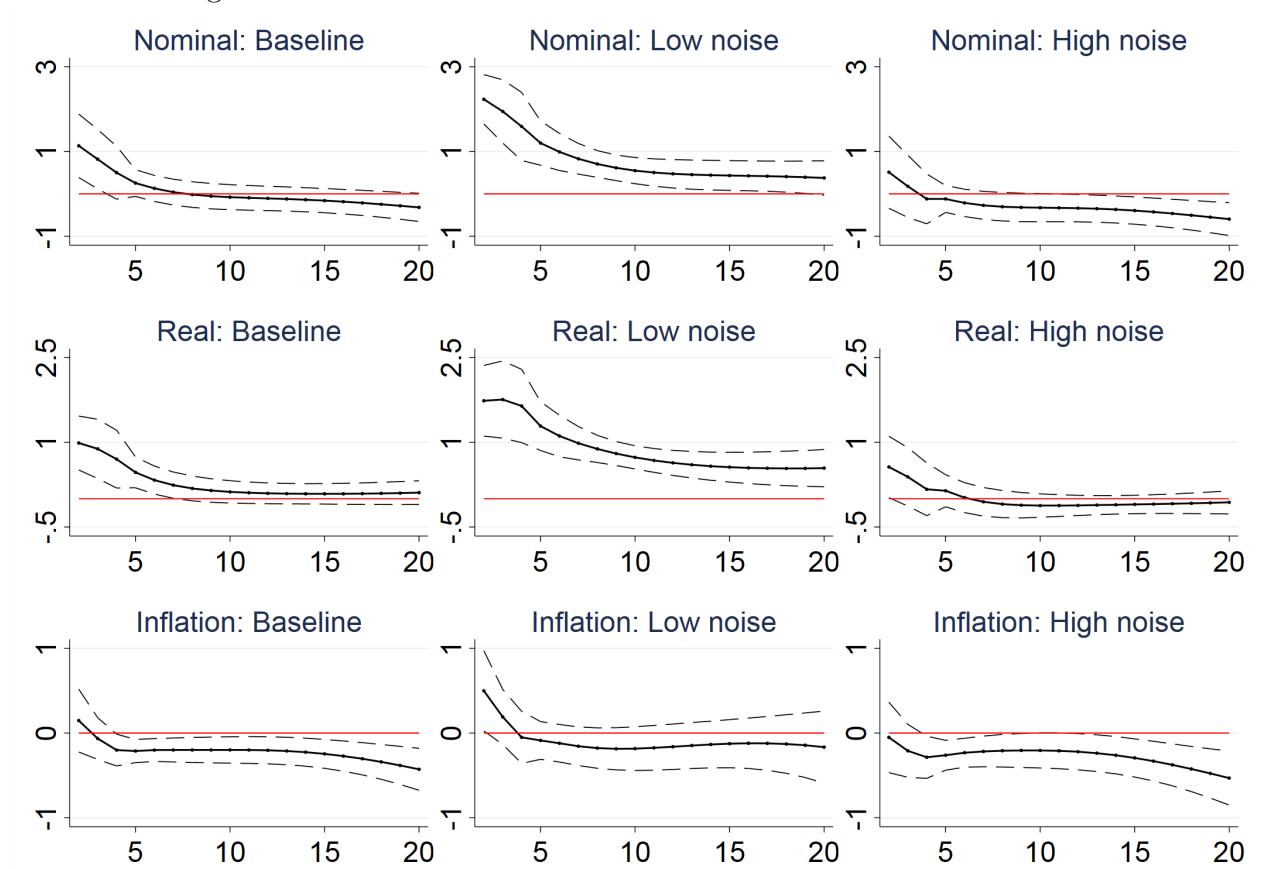 Nominal: Baseline
Nominal: Low noise
Nominal: High noise
3
1
-1
5 10 15 20
3
1
-1
5 10 15 20
3
1
-1
5 10 15 20
Real: Baseline
Real: Low noise
Real: High noise
2.5
1
-.5
5 10 15 20
2.5
1
-.5
5 10 15 20
2.5
1
-.5
5 10 15 20
Inflation: Baseline
Inflation: Low noise
Inflation: High noise
1
0
-1
5 10 15 20
1
0
-1
5 10 15 20
1
0
-1
5 10 15 20